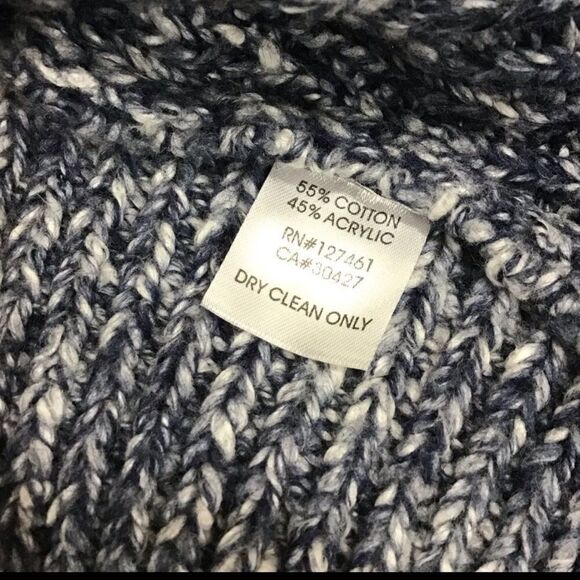 55% COTTON
45% ACRYLIC
RN#127461
CA#30427
DRY CLEAN ONLY